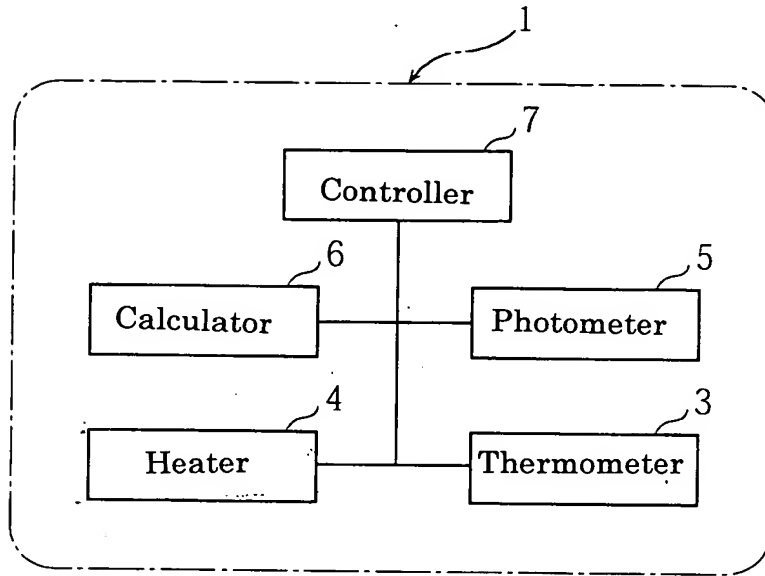 1
7
Controller
6
Calculator
5
Photometer
4
Heater
3
Thermometer